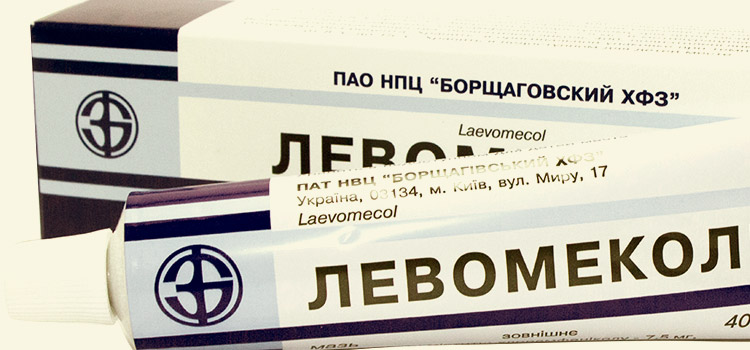 ПАО НПЦ "БОРЩАГОВСКИЙ ХФЗ"
Laevomecol
ЛЕВОМ
ПАТ НВЦ "БОРЩАГІВСЬКИЙ ХФЗ"
Україна, 03134, м. Київ, вул. Миру, 17
Laevomecol
ЛЕВОМЕКОЛ
40
мазь
зовнішнє
7,5 мг,